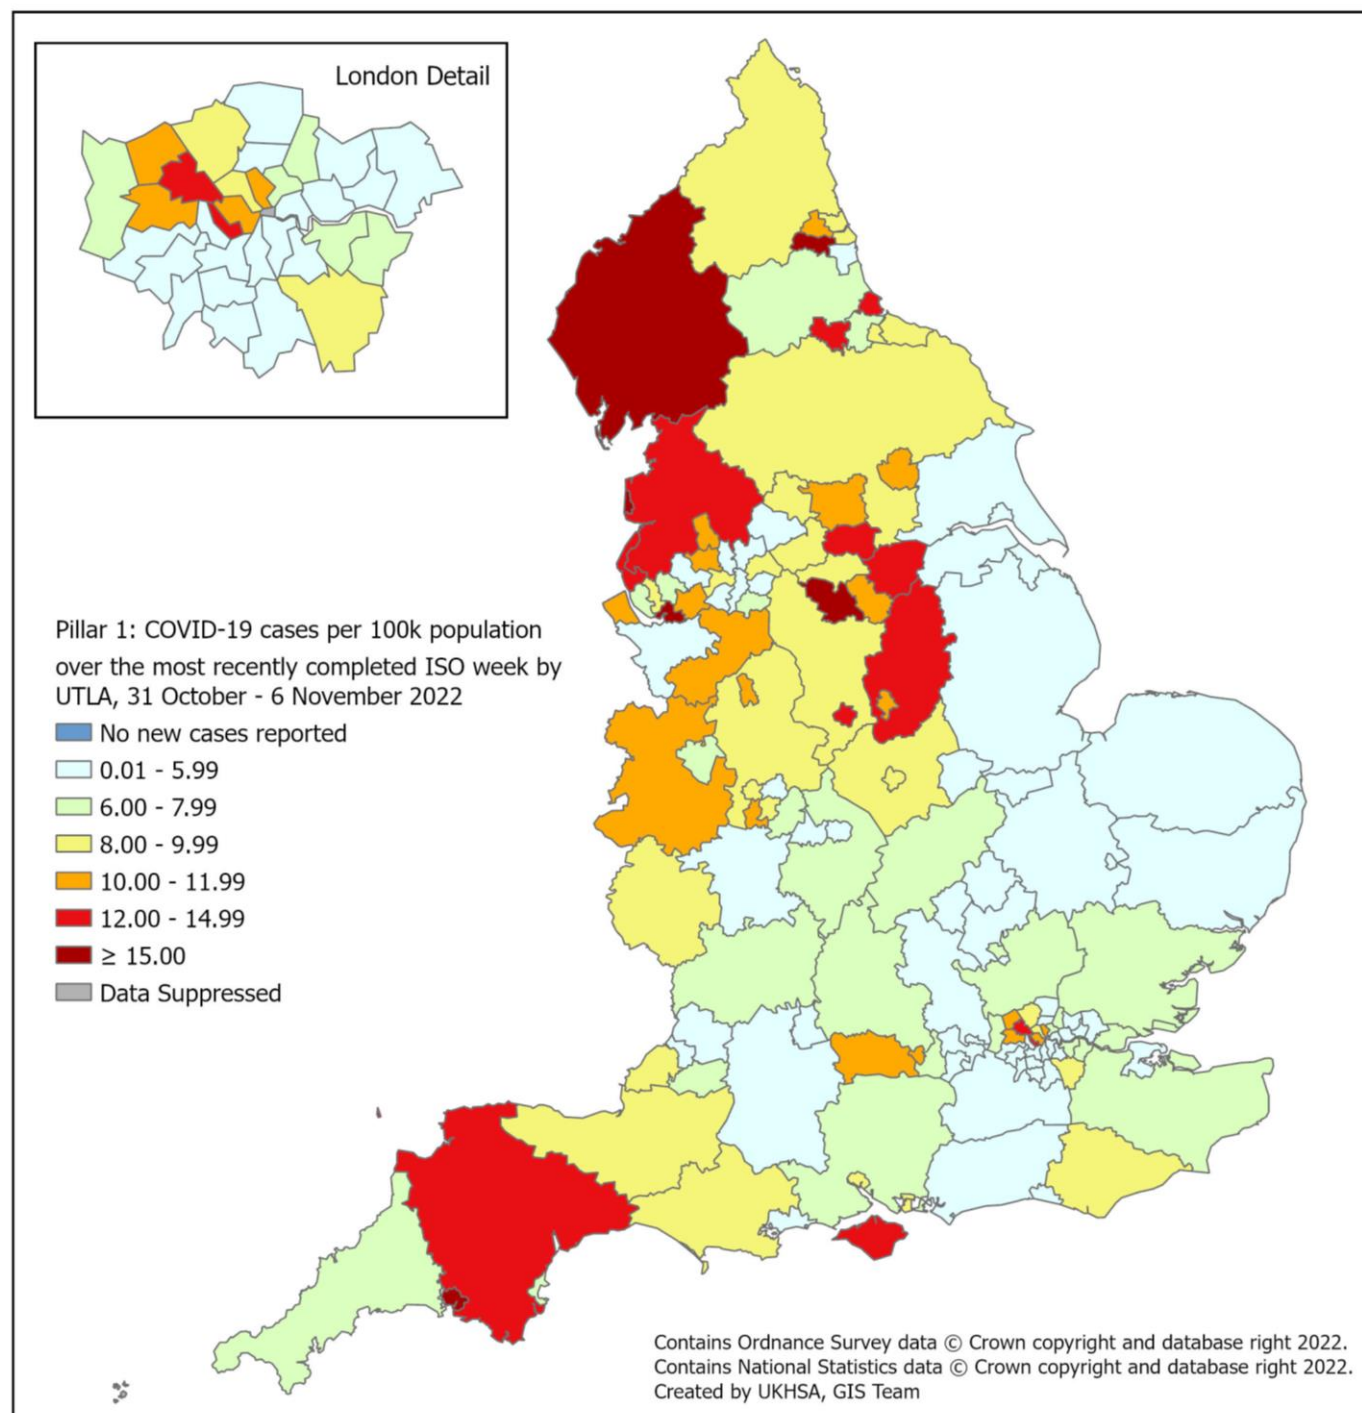 London Detail
Pillar 1: COVID-19 cases per 100k population
over the most recently completed ISO week by
UTLA, 31 October - 6 November 2022
No new cases reported
0.01 - 5.99
6.00 - 7.99
8.00 - 9.99
10.00 - 11.99
12.00 - 14.99
≥ 15.00
Data Suppressed
Contains Ordnance Survey data © Crown copyright and database right 2022.
Contains National Statistics data © Crown copyright and database right 2022.
Created by UKHSA, GIS Team